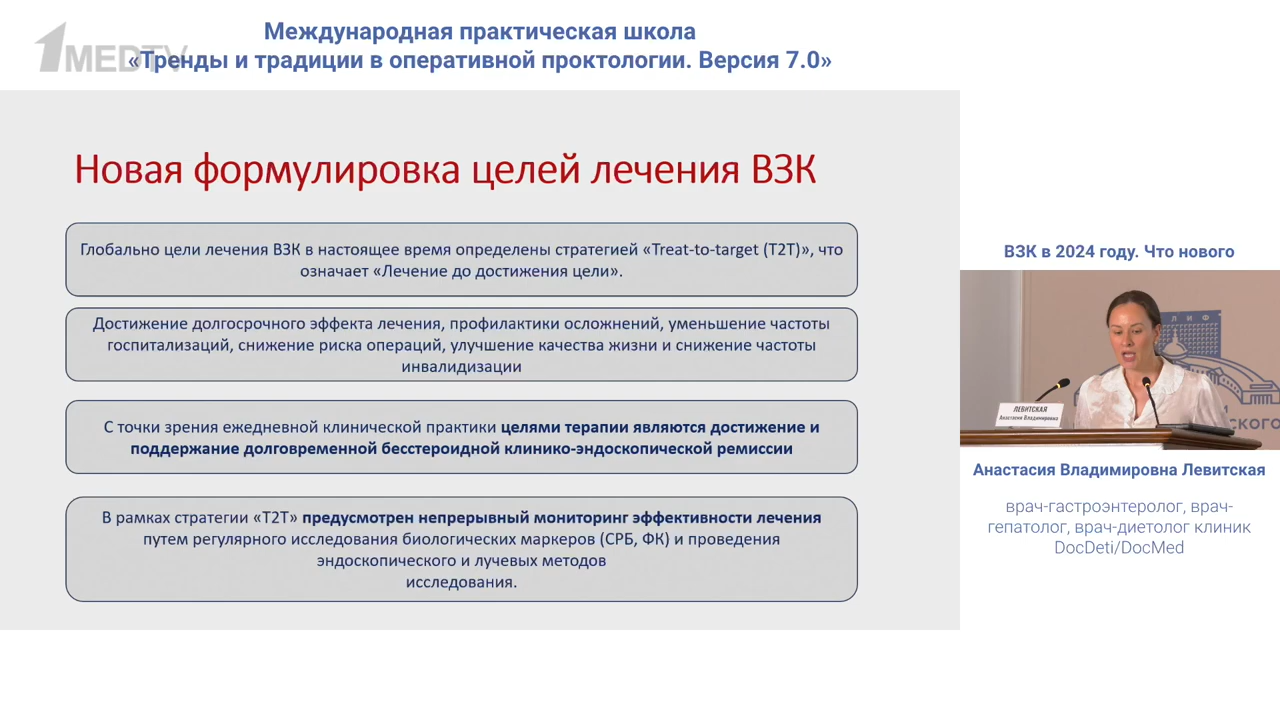 Международная практическая школа
«Тренды и традиции в оперативной проктологии. Версия 7.0»
1MEDTV
Новая формулировка целей лечения ВЗК
Глобально цели лечения ВЗК в настоящее время определены стратегией «Treat-to-target (T2T)», что
означает «Лечение до достижения цели».
Достижение долгосрочного эффекта лечения, профилактики осложнений, уменьшение частоты
госпитализаций, снижение риска операций, улучшение качества жизни и снижение частоты
инвалидизации
С точки зрения ежедневной клинической практики целями терапии являются достижение и
поддержание долговременной бесстероидной клинико-эндоскопической ремиссии
В рамках стратегии «T2T» предусмотрен непрерывный мониторинг эффективности лечения
путем регулярного исследования биологических маркеров (СРБ, ФК) и проведения
эндоскопического и лучевых методов
исследования.
ВЗК в 2024 году. Что нового
ЛЕВИТСКАЯ
Анастасия Владимировна
Анастасия Владимировна Левитская
врач-гастроэнтеролог, врач-
гепатолог, врач-диетолог клиник
DocDeti/DocMed